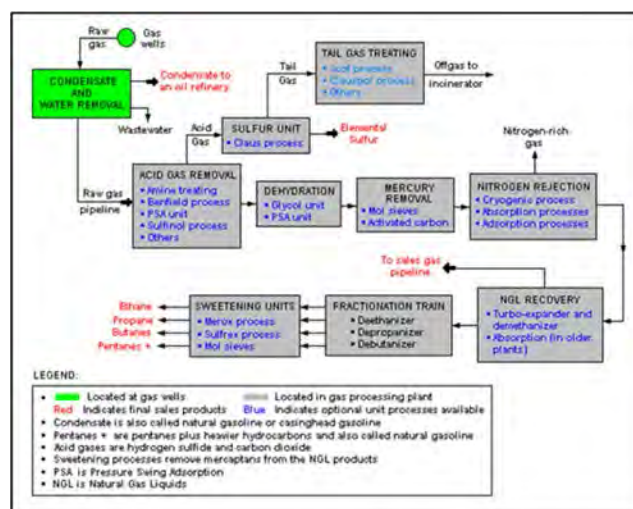 Raw gas
Gas wells
CONDENSATE
AND
WATER REMOVAL
Condensate to
an oil refinery
Wastewater
Raw gas
pipeline
Acid
Gas
Tail
Gas
TAIL GAS TREATING
• Scot process
• Clauspol process
• Others
Offgas to
incinerator
SULFUR UNIT
• Claus process
Elemental
Sulfur
ACID GAS REMOVAL
• Amine treating
• Benfield process
• PSA unit
• Sulfinol process
• Others
DEHYDRATION
• Glycol unit
• PSA unit
MERCURY
REMOVAL
• Mol sieves
• Activated carbon
Nitrogen-rich
gas
NITROGEN REJECTION
• Cryogenic process
• Absorption processes
• Adsorption processes
To sales gas
pipeline
NGL RECOVERY
• Turbo-expander and
demethanizer
• Absorption (in older
plants)
FRACTIONATION TRAIN
• Deethanizer
• Depropanizer
• Debutanizer
SWEETENING UNITS
• Merox process
• Sulfrex process
• Mol sieves
Ethane
Propane
Butanes
Pentanes +
LEGEND:
• Located at gas wells
Located in gas processing plant
Red Indicates final sales products
Blue Indicates optional unit processes available
• Condensate is also called natural gasoline or casinghead gasoline
• Pentanes + are pentanes plus heavier hydrocarbons and also called natural gasoline
• Acid gases are hydrogen sulfide and carbon dioxide
• Sweetening processes remove mercaptans from the NGL products
• PSA is Pressure Swing Adsorption
• NGL is Natural Gas Liquids